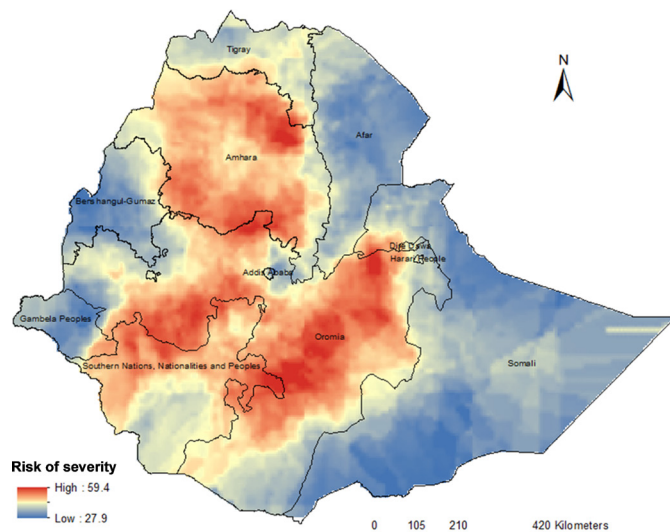 Tigray
N
Afar
Amhara
Benshangul-Gumaz
Dire Dawa
Harari People
Addis Ababa
Gambela Peoples
Oromia
Southern Nations, Nationalities and Peoples
Somali
Risk of severity
High : 59.4
Low : 27.9
0 105 210 420 Kilometers